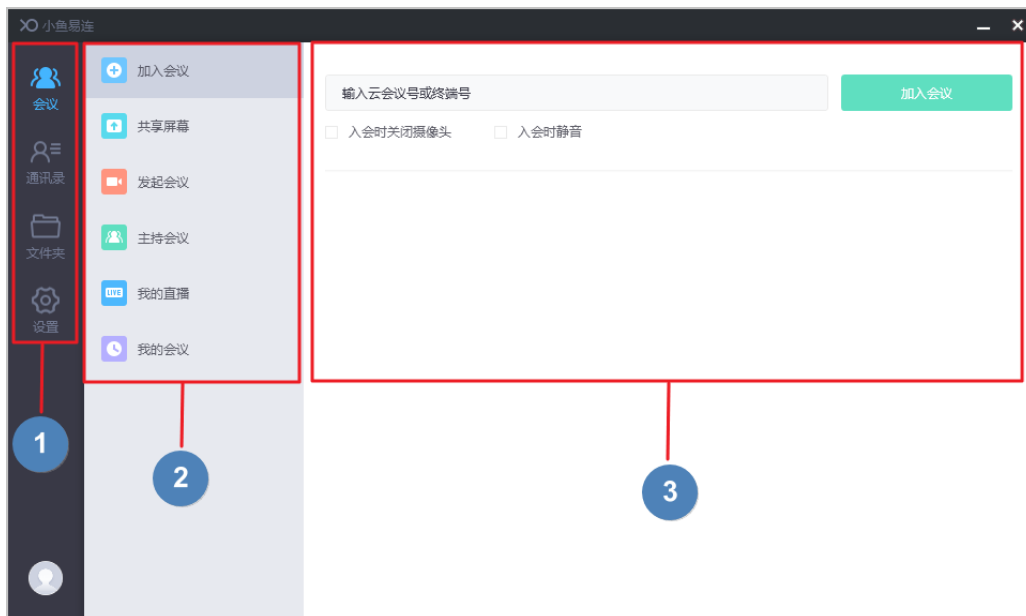 小鱼易连
会议
通讯录
文件夹
设置
加入会议
共享屏幕
发起会议
主持会议
LIVE 我的直播
我的会议
输入云会议号或终端号
加入会议
入会时关闭摄像头 入会时静音
1
2
3